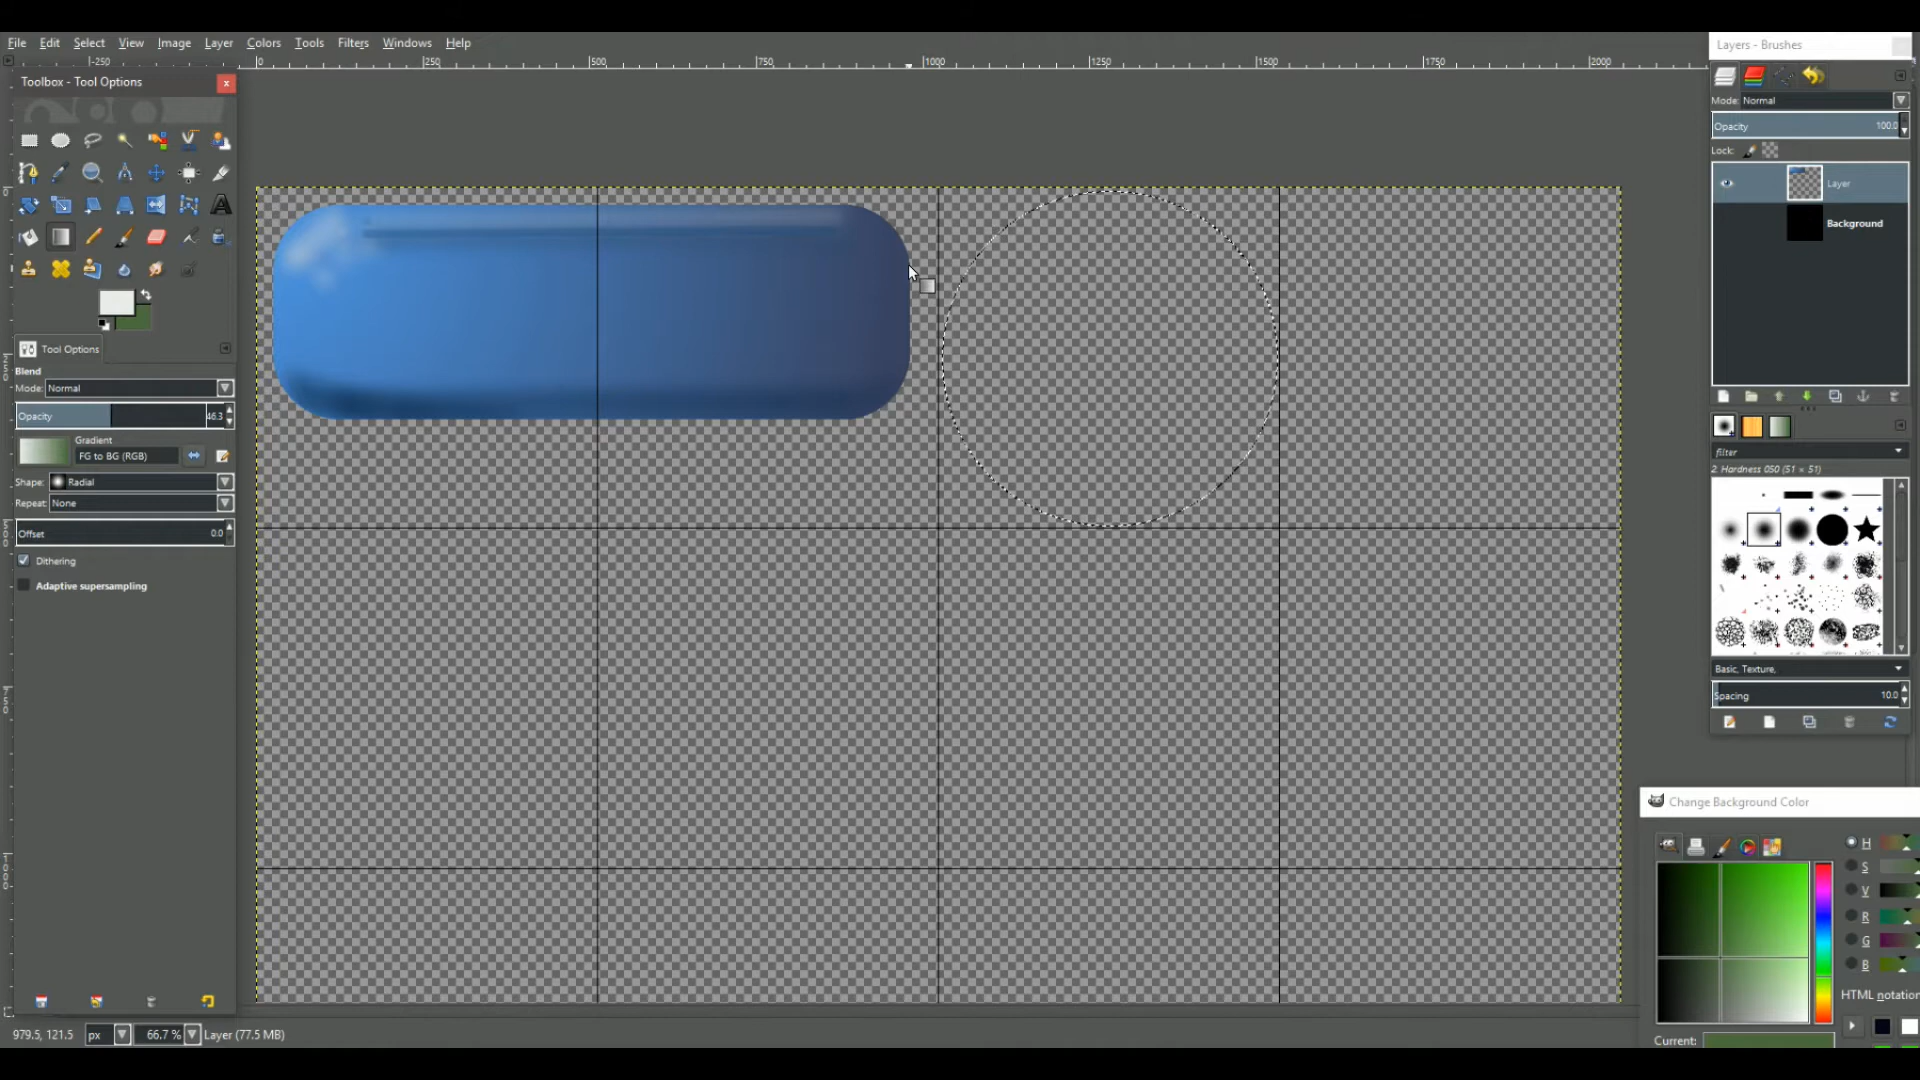 File Edit Select View Image Layer Colors Tools Filters Windows Help
Layers - Brushes
-250 0 250 500 750 1000 1250 1500 1750 2000
Toolbox - Tool Options
Mode: Normal
Opacity 100.0
Lock:
Layer
Background
Tool Options
Blend
Mode: Normal
Opacity 46.3
Gradient
FG to BG (RGB)
Shape: Radial
Repeat: None
Offset 0.0
Dithering
Adaptive supersampling
filter
2. Hardness 050 (51 × 51)
Basic, Texture,
Spacing 10.0
Change Background Color
H
S
V
R
G
B
HTML notation
Current:
979.5, 121.5 px 66.7 % Layer (77.5 MB)